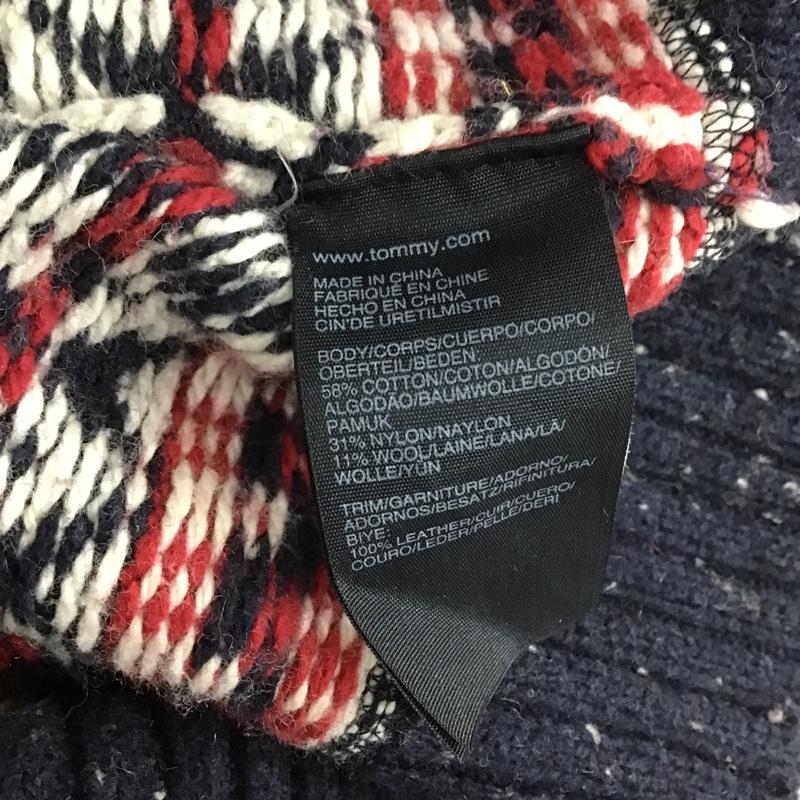 www.tommy.com
MADE IN CHINA
FABRIQUÉ EN CHINE
HECHO EN CHINA
CIN'DE URETILMISTIR
BODY/CORPS/CUERPO/CORPO/
OBERTEIL/BEDEN:
58% COTTON/COTON/ALGODÓN/
ALGODÃO/BAUMWOLLE/COTONE/
PAMUK
31% NYLON/NAYLON
11% WOOL/LAINE/LANA/LÃ/
WOLLE/YÜN
TRIM/GARNITURE/ADORNO/
ADORNOS/BESATZ/RIFINITURA/
BIYE:
100% LEATHER/CUIR/CUERO/
COURO/LEDER/PELLE/DERI